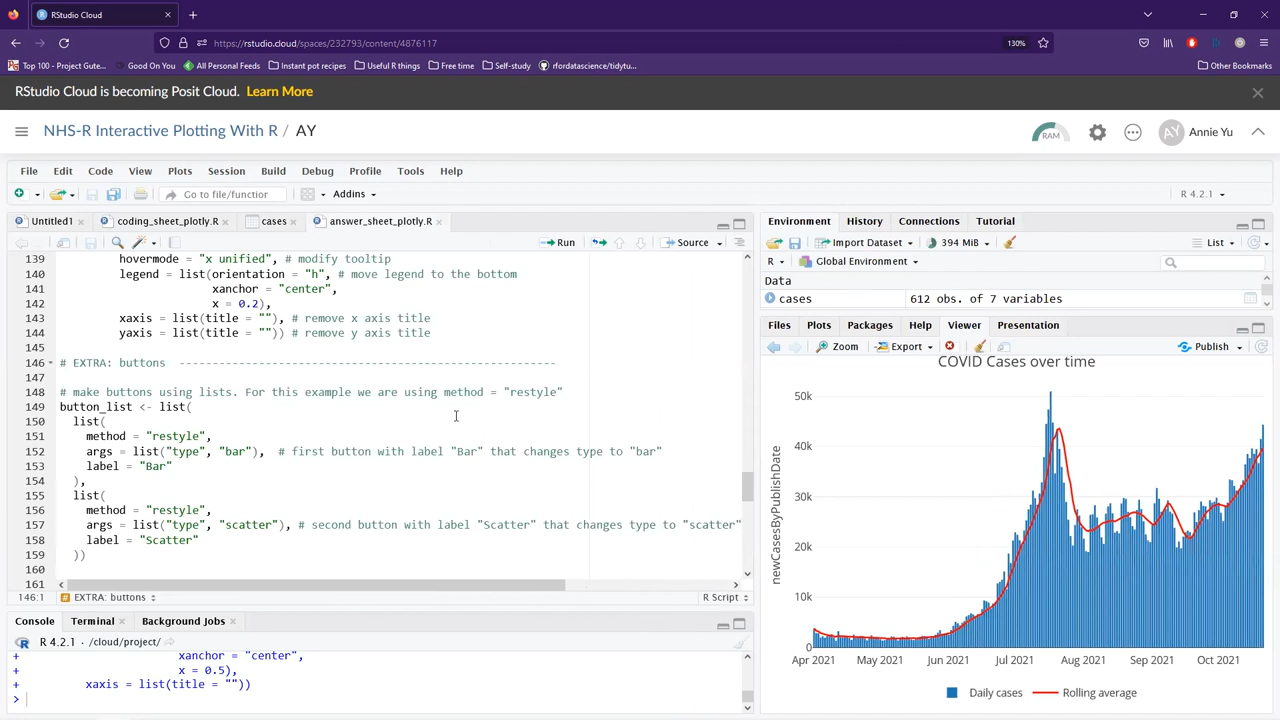 RStudio Cloud
https://rstudio.cloud/spaces/232793/content/4876117
130%
Top 100 - Project Gute... Good On You All Personal Feeds Instant pot recipes Useful R things Free time Self-study rfordatascience/tidytu... Other Bookmarks
RStudio Cloud is becoming Posit Cloud. Learn More
NHS-R Interactive Plotting With R / AY
RAM
AY Annie Yu
File Edit View Code Plots Session Build Debug Profile Tools Help
Go to file/function Addins
R 4.2.1
Untitled1 coding_sheet_plotly.R cases answer_sheet_plotly.R
Run Source
139 hovermode = "x unified", # modify tooltip
140 legend = list(orientation = "h", # move legend to the bottom
141 xanchor = "center",
142 x = 0.2),
143 xaxis = list(title = ""), # remove x axis title
144 yaxis = list(title = "")) # remove y axis title
145
146 # EXTRA: buttons ----------------------------------------------------------
147
148 # make buttons using lists. For this example we are using method = "restyle"
149 button_list <- list(
150 list(
151 method = "restyle",
152 args = list("type", "bar"), # first button with label "Bar" that changes type to "bar"
153 label = "Bar"
154 ),
155 list(
156 method = "restyle",
157 args = list("type", "scatter"), # second button with label "Scatter" that changes type to "scatter"
158 label = "Scatter"
159 ))
160
161
146:1 # EXTRA: buttons
R Script
Console Terminal Background Jobs
R 4.2.1 · /cloud/project/
+ xanchor = "center",
+ x = 0.5),
+ xaxis = list(title = ""))
>
Environment History Connections Tutorial
Import Dataset 394 MiB List
R Global Environment
Data
cases 612 obs. of 7 variables
Files Plots Packages Help Viewer Presentation
Zoom Export Publish
COVID Cases over time
newCasesByPublishDate
50k
40k
30k
20k
10k
0
Apr 2021 May 2021 Jun 2021 Jul 2021 Aug 2021 Sep 2021 Oct 2021
Daily cases Rolling average